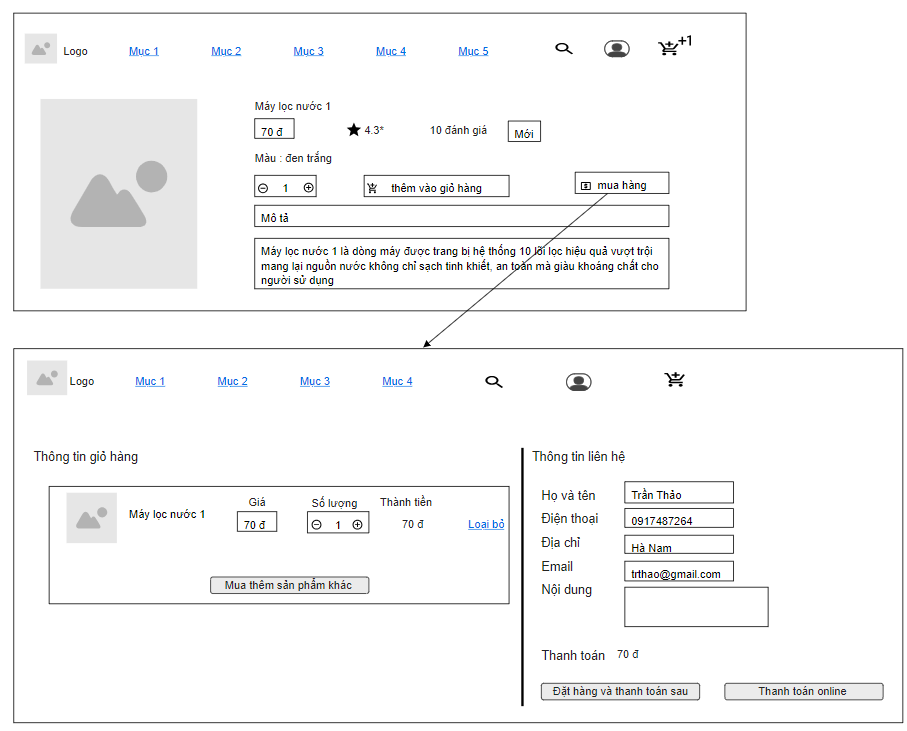 Logo Mục 1 Mục 2 Mục 3 Mục 4 Mục 5 +1
Máy lọc nước 1
70 đ 4.3* 10 đánh giá Mới
Màu : đen trắng
1 thêm vào giỏ hàng mua hàng
Mô tả
Máy lọc nước 1 là dòng máy được trang bị hệ thống 10 lõi lọc hiệu quả vượt trội
mang lại nguồn nước không chỉ sạch tinh khiết, an toàn mà giàu khoáng chất cho
người sử dụng
Logo Mục 1 Mục 2 Mục 3 Mục 4
Thông tin giỏ hàng
Giá Số lượng Thành tiền
Máy lọc nước 1 70 đ 1 70 đ Loại bỏ
Mua thêm sản phẩm khác
Thông tin liên hệ
Họ và tên Trần Thảo
Điện thoại 0917487264
Địa chỉ Hà Nam
Email trthao@gmail.com
Nội dung
Thanh toán 70 đ
Đặt hàng và thanh toán sau Thanh toán online